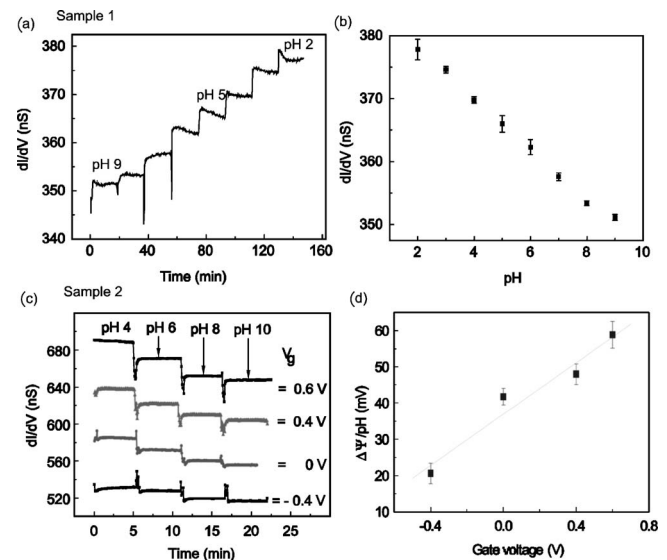 (a) Sample 1
pH 2
pH 5
pH 9
dI/dV (nS)
380
370
360
350
340
0 40 80 120 160
Time (min)
(b)
dI/dV (nS)
380
370
360
350
2 4 6 8 10
pH
(c) Sample 2
pH 4 pH 6 pH 8 pH 10
Vg
= 0.6 V
= 0.4 V
= 0 V
= - 0.4 V
dI/dV (nS)
680
640
600
560
520
0 5 10 15 20 25
Time (min)
(d)
ΔΨ/pH (mV)
60
50
40
30
20
10
-0.4 0.0 0.4 0.8
Gate voltage (V)